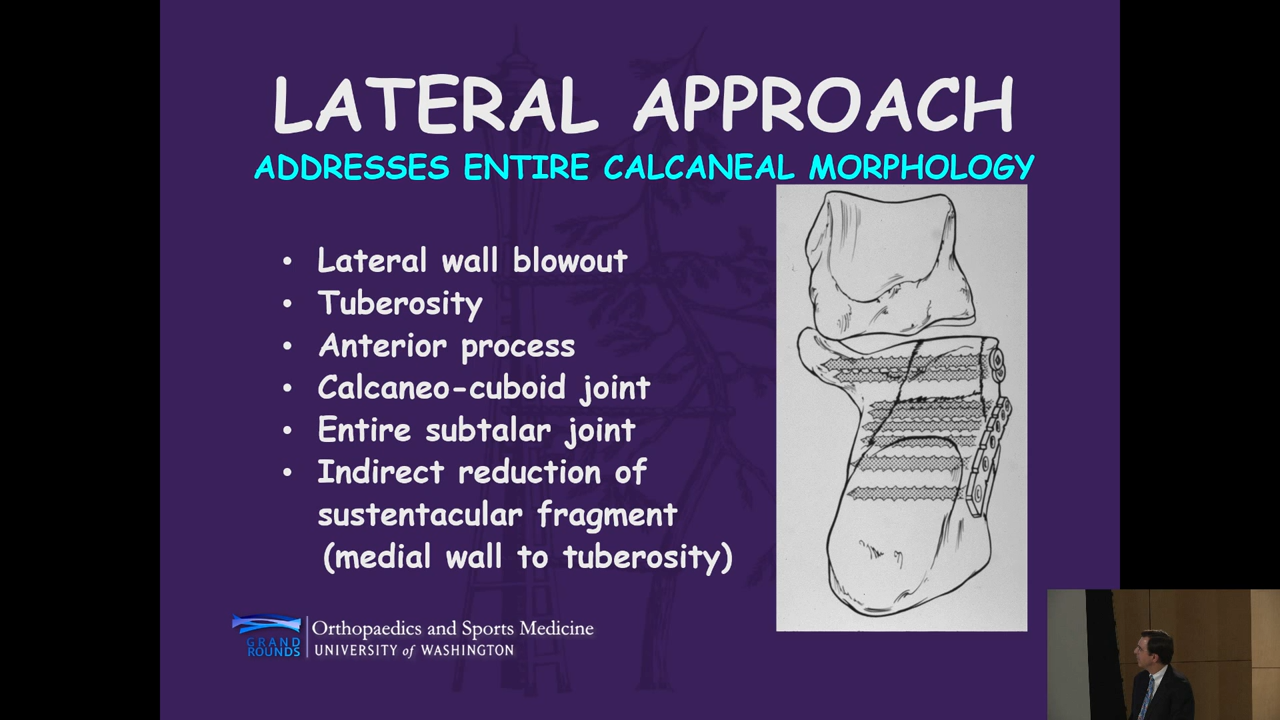 LATERAL APPROACH
ADDRESSES ENTIRE CALCANEAL MORPHOLOGY
• Lateral wall blowout
• Tuberosity
• Anterior process
• Calcaneo-cuboid joint
• Entire subtalar joint
• Indirect reduction of
sustentacular fragment
(medial wall to tuberosity)
GRAND
ROUNDS
Orthopaedics and Sports Medicine
UNIVERSITY of WASHINGTON